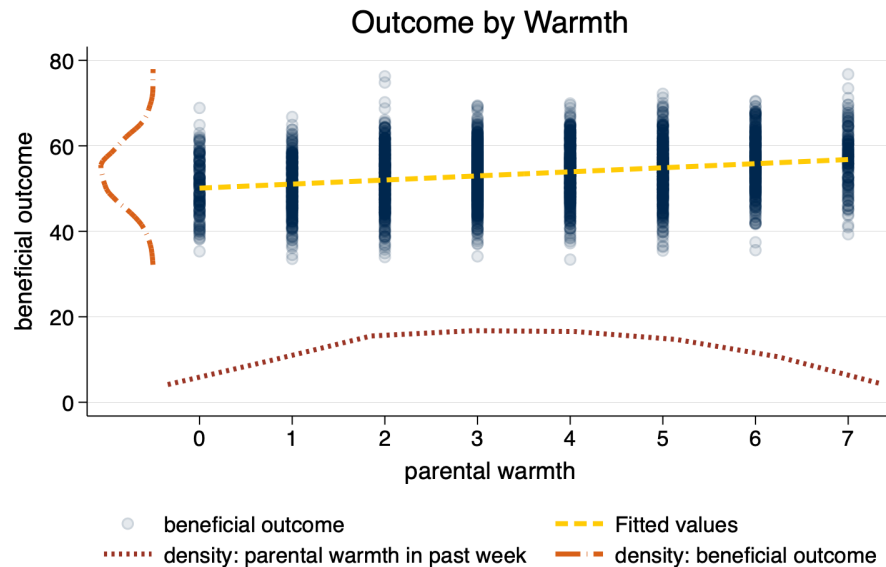 Outcome by Warmth
beneficial outcome
80
60
40
20
0
0 1 2 3 4 5 6 7
parental warmth
beneficial outcome Fitted values
density: parental warmth in past week density: beneficial outcome